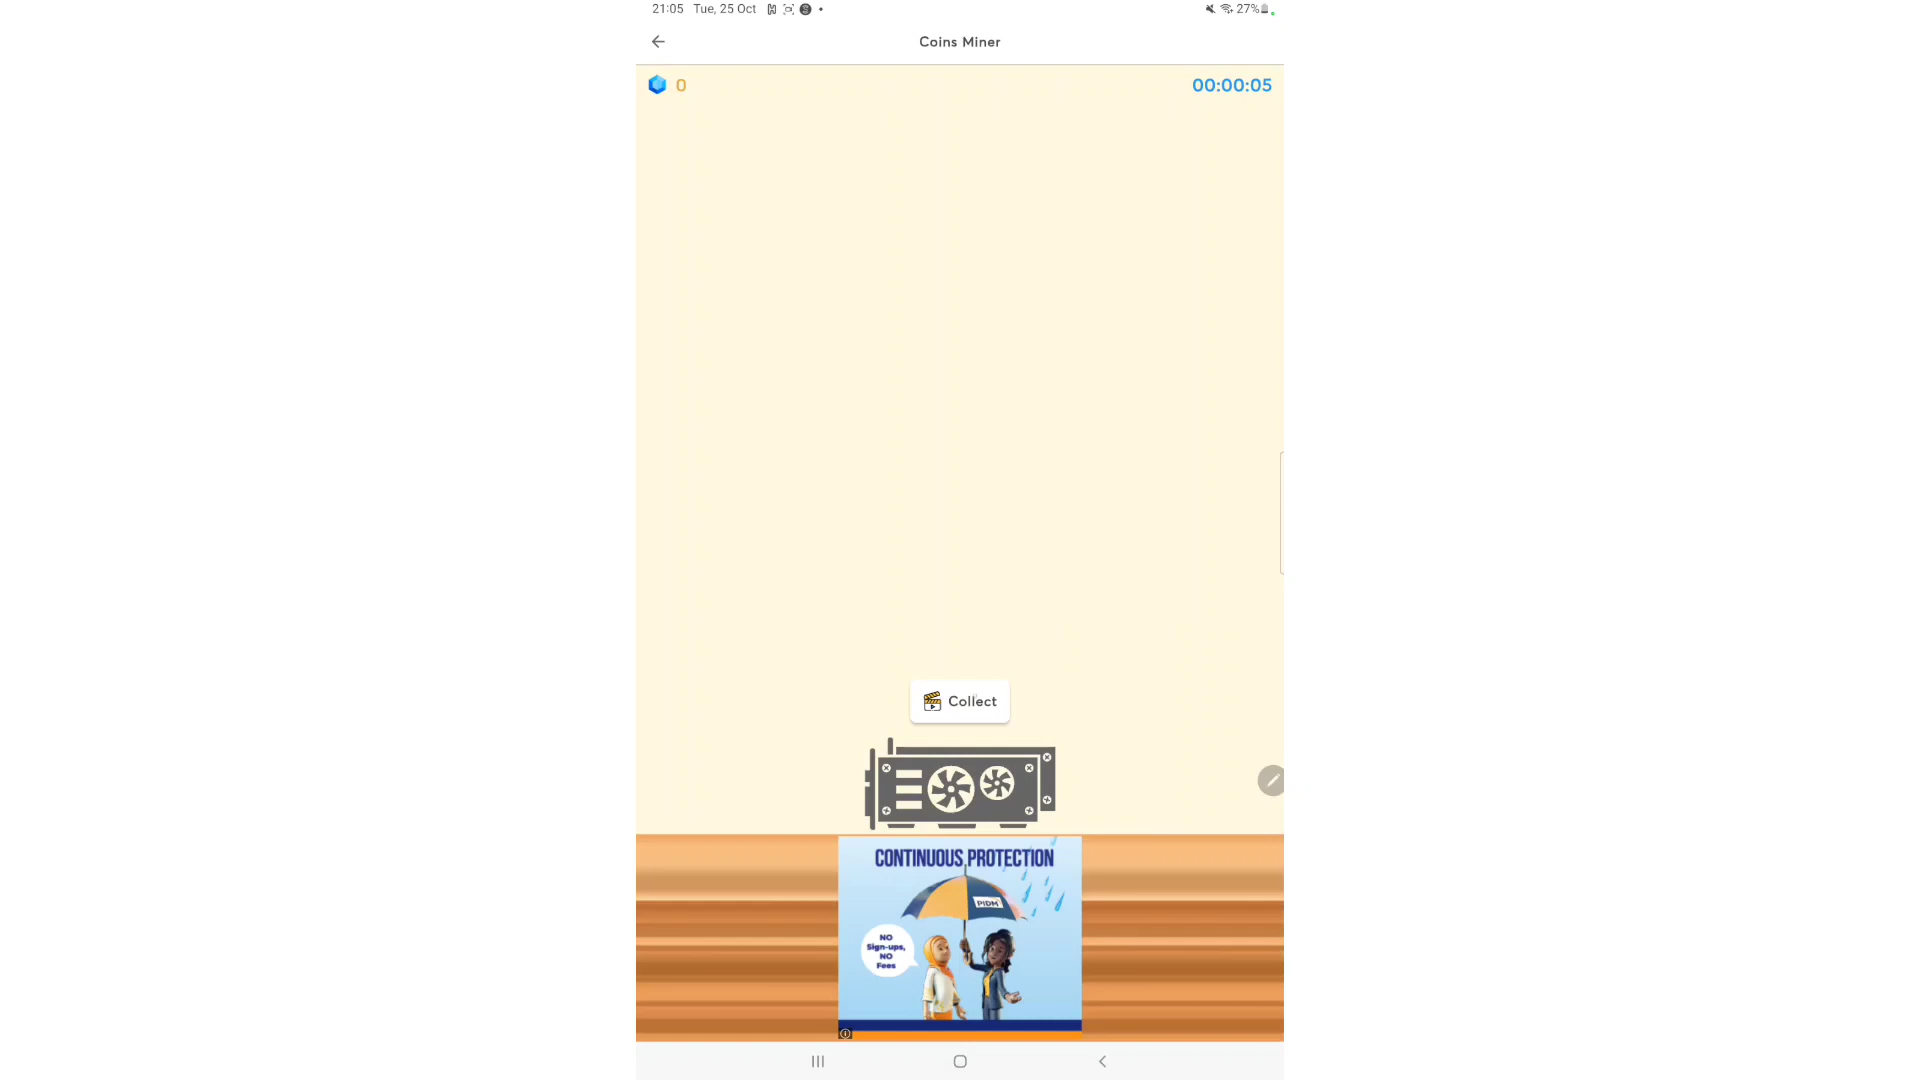 21:05 Tue, 25 Oct
27%
Coins Miner
0
00:00:05
Collect
CONTINUOUS PROTECTION
PIDM
NO
Sign-ups,
NO
Fees